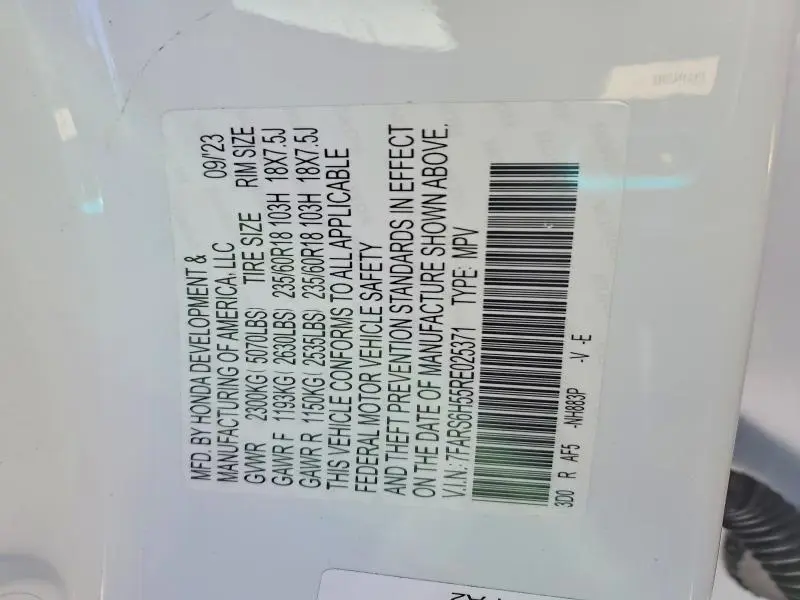 MFD. BY HONDA DEVELOPMENT &
MANUFACTURING OF AMERICA, LLC 09/'23
GVWR 2300KG( 5070LBS) TIRE SIZE RIM SIZE
GAWR F 1193KG( 2630LBS) 235/60R18 103H 18X7.5J
GAWR R 1150KG( 2535LBS) 235/60R18 103H 18X7.5J
THIS VEHICLE CONFORMS TO ALL APPLICABLE
FEDERAL MOTOR VEHICLE SAFETY
AND THEFT PREVENTION STANDARDS IN EFFECT
ON THE DATE OF MANUFACTURE SHOWN ABOVE.
V.I.N.: 7FARS6H55RE025371 TYPE: MPV
3D0 R AF5 -NH883P -V -E